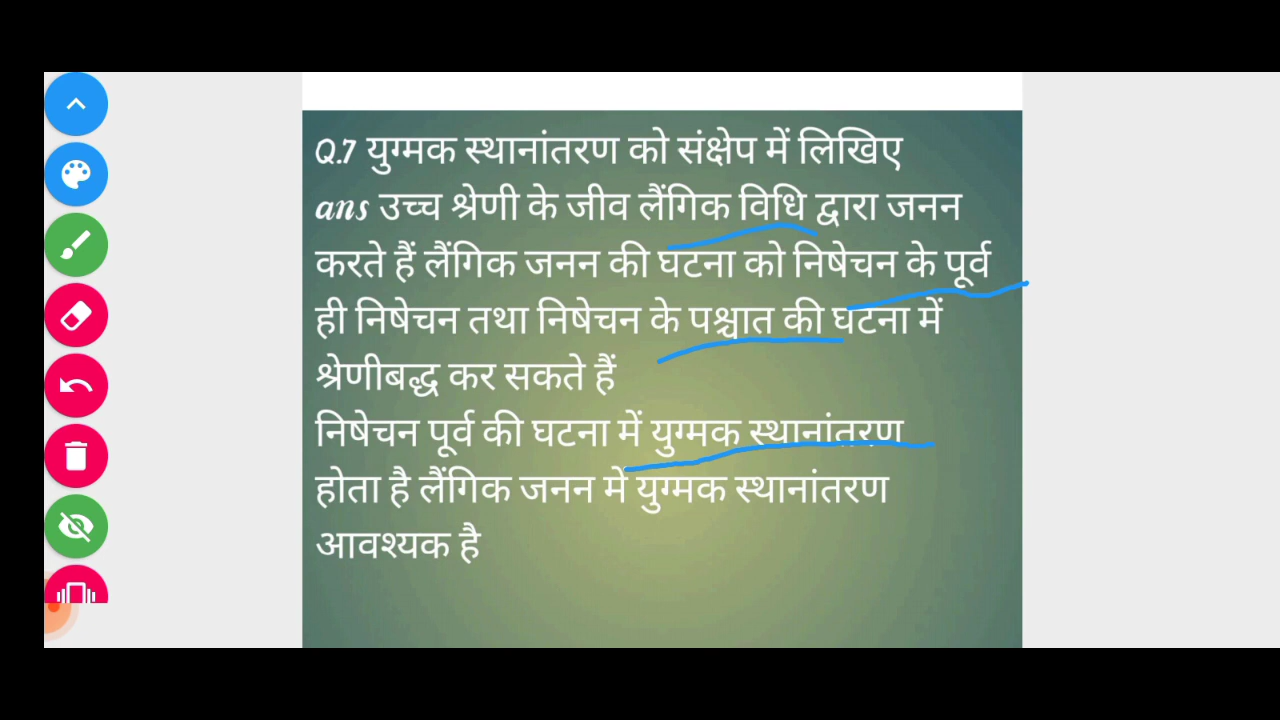 Q.7 युग्मक स्थानांतरण को संक्षेप में लिखिए
ans उच्च श्रेणी के जीव लैंगिक विधि द्वारा जनन
करते हैं लैंगिक जनन की घटना को निषेचन के पूर्व
ही निषेचन तथा निषेचन के पश्चात की घटना में
श्रेणीबद्ध कर सकते हैं
निषेचन पूर्व की घटना में युग्मक स्थानांतरण
होता है लैंगिक जनन में युग्मक स्थानांतरण
आवश्यक है